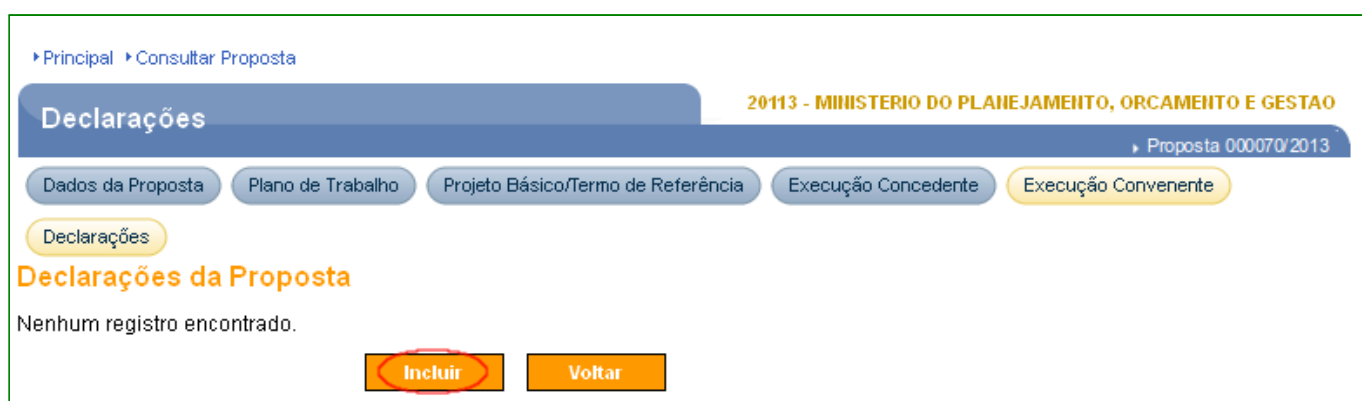 Principal Consultar Proposta
20113 - MINISTERIO DO PLANEJAMENTO, ORCAMENTO E GESTAO
Declarações
Proposta 000070/2013
Dados da Proposta Plano de Trabalho Projeto Básico/Termo de Referência Execução Concedente Execução Convenente
Declarações
Declarações da Proposta
Nenhum registro encontrado.
Incluir Voltar